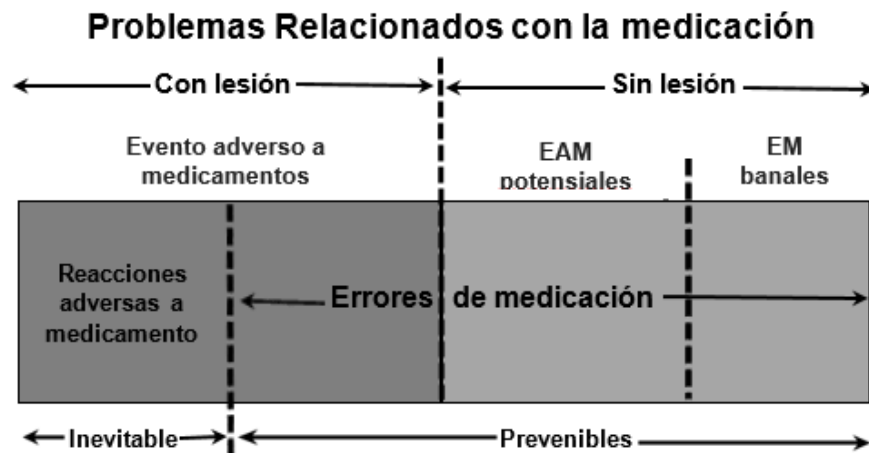 Problemas Relacionados con la medicación
Con lesión
Sin lesión
Evento adverso a
medicamentos
EAM
potensiales
EM
banales
Reacciones
adversas a
medicamento
Errores de medicación
Inevitable
Prevenibles